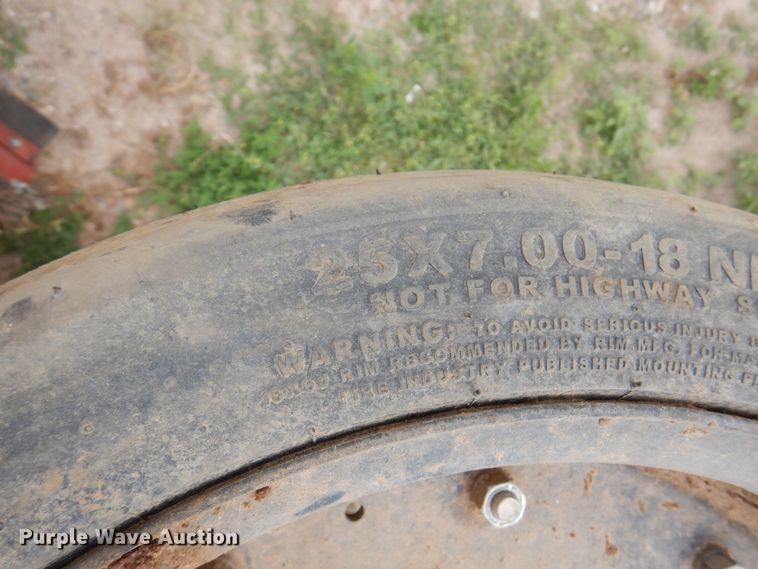 25X7.00-18
NOT FOR HIGHWAY
WARNING: TO AVOID SERIOUS INJURY
RIM RECOMMENDED BY RIM MFG. FOR
INDUSTRY PUBLISHED MOUNTING
Purple Wave Auction